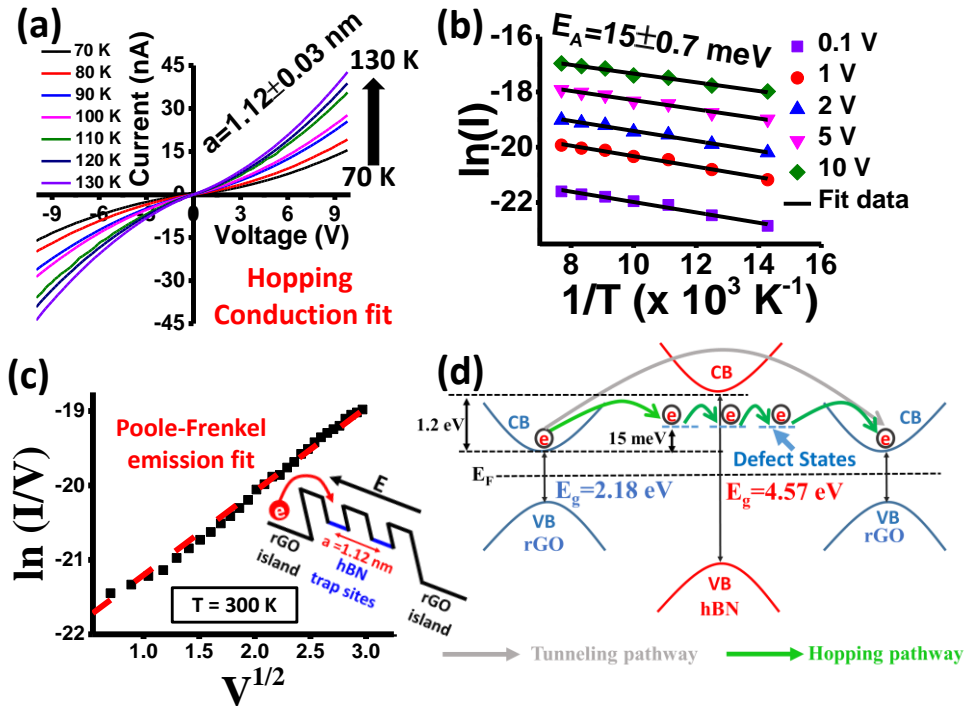 (a)
70 K
80 K
90 K
100 K
110 K
120 K
130 K
Current (nA)
45
30
15
0
-15
-30
-45
-9 -6 -3 0 3 6 9
Voltage (V)
a=1.12±0.03 nm
130 K
70 K
Hopping
Conduction fit
(b)
E_A=15±0.7 meV
ln(I)
-16
-18
-20
-22
8 10 12 14 16
1/T (x 10³ K⁻¹)
0.1 V
1 V
2 V
5 V
10 V
Fit data
(c)
ln (I/V)
-19
-20
-21
-22
1.0 1.5 2.0 2.5 3.0
V^1/2
Poole-Frenkel
emission fit
T = 300 K
E
e
rGO
island
a =1.12 nm
hBN
trap sites
rGO
island
(d)
CB
CB
CB
1.2 eV
15 meV
e e e e e
Defect States
E_F
E_g=2.18 eV
E_g=4.57 eV
VB
rGO
VB
rGO
VB
hBN
Tunneling pathway
Hopping pathway